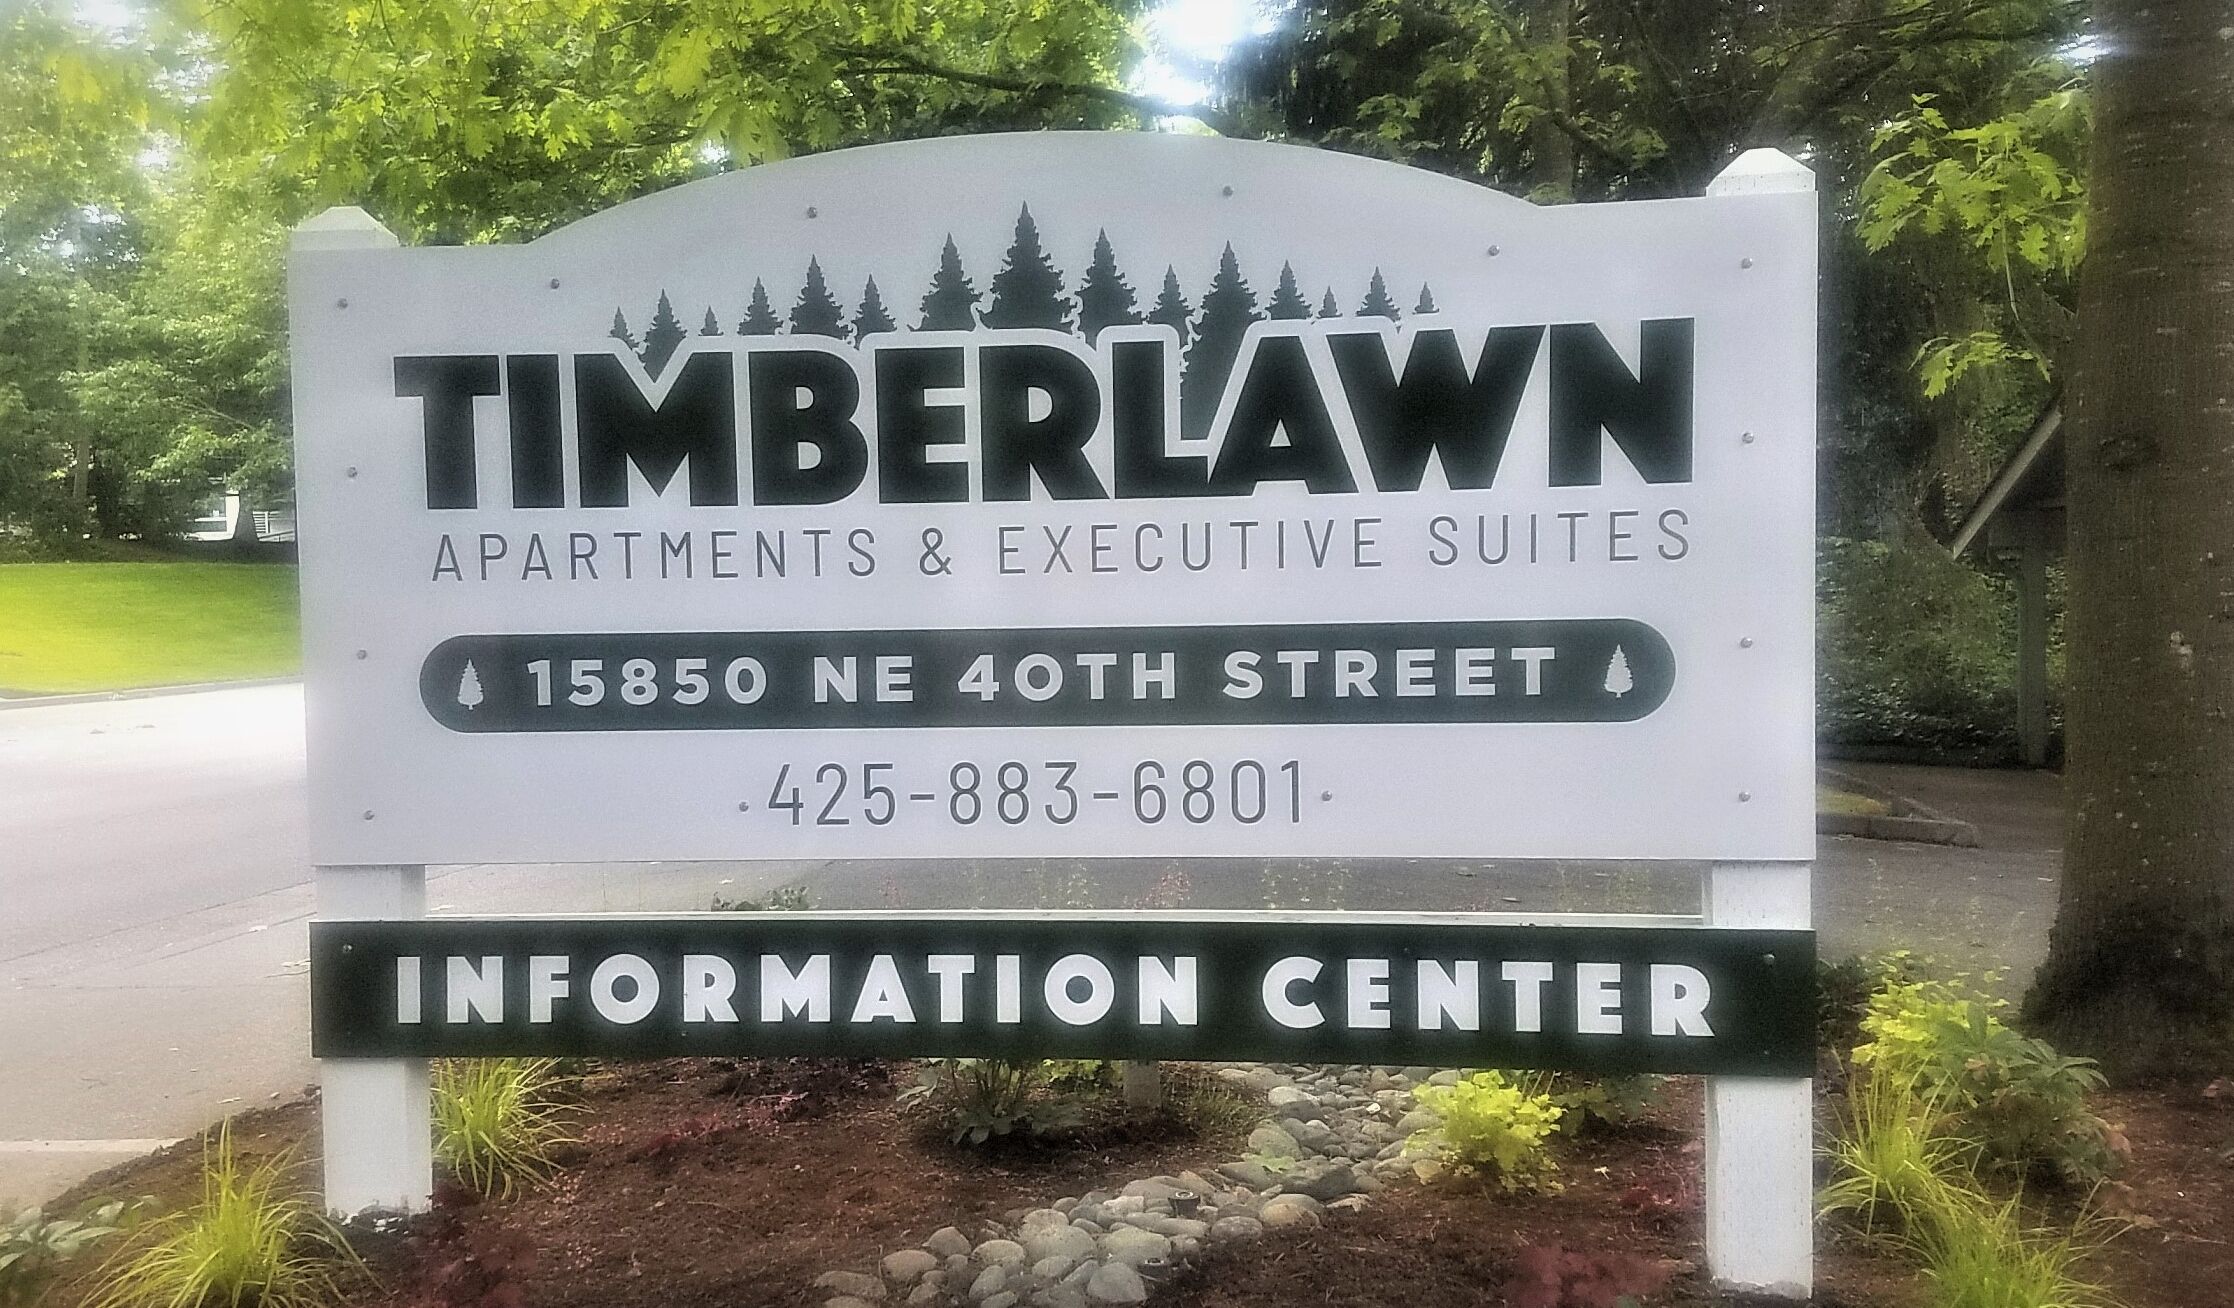 TIMBERLAWN
APARTMENTS & EXECUTIVE SUITES
15850 NE 40TH STREET
425-883-6801
INFORMATION CENTER